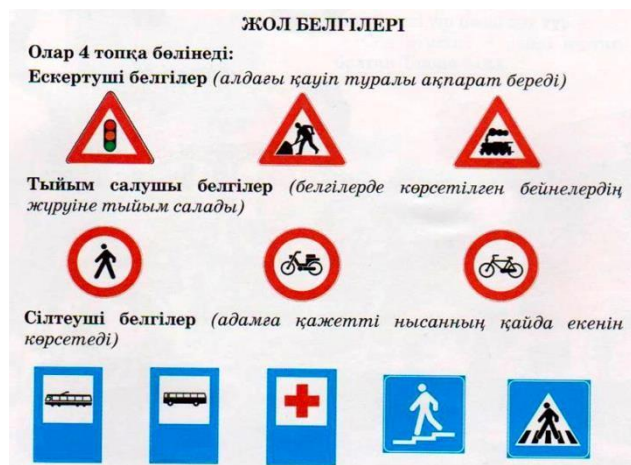 ЖОЛ БЕЛГІЛЕРІ
Олар 4 топқа бөлінеді:
Ескертуші белгілер (алдағы қауіп туралы ақпарат береді)
Тыйым салушы белгілер (белгілерде көрсетілген бейнелердің
жүруіне тыйым салады)
Сілтеуші белгілер (адамға қажетті нысанның қайда екенін
көрсетеді)